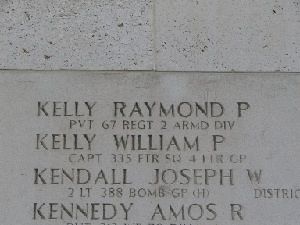 KELLY RAYMOND P
PVT 67 REGT 2 ARMD DIV
KELLY WILLIAM P
CAPT 335 FTR SQ 4 FTR GP
KENDALL JOSEPH W
2 LT 388 BOMB GP (H) DISTRIC
KENNEDY AMOS R